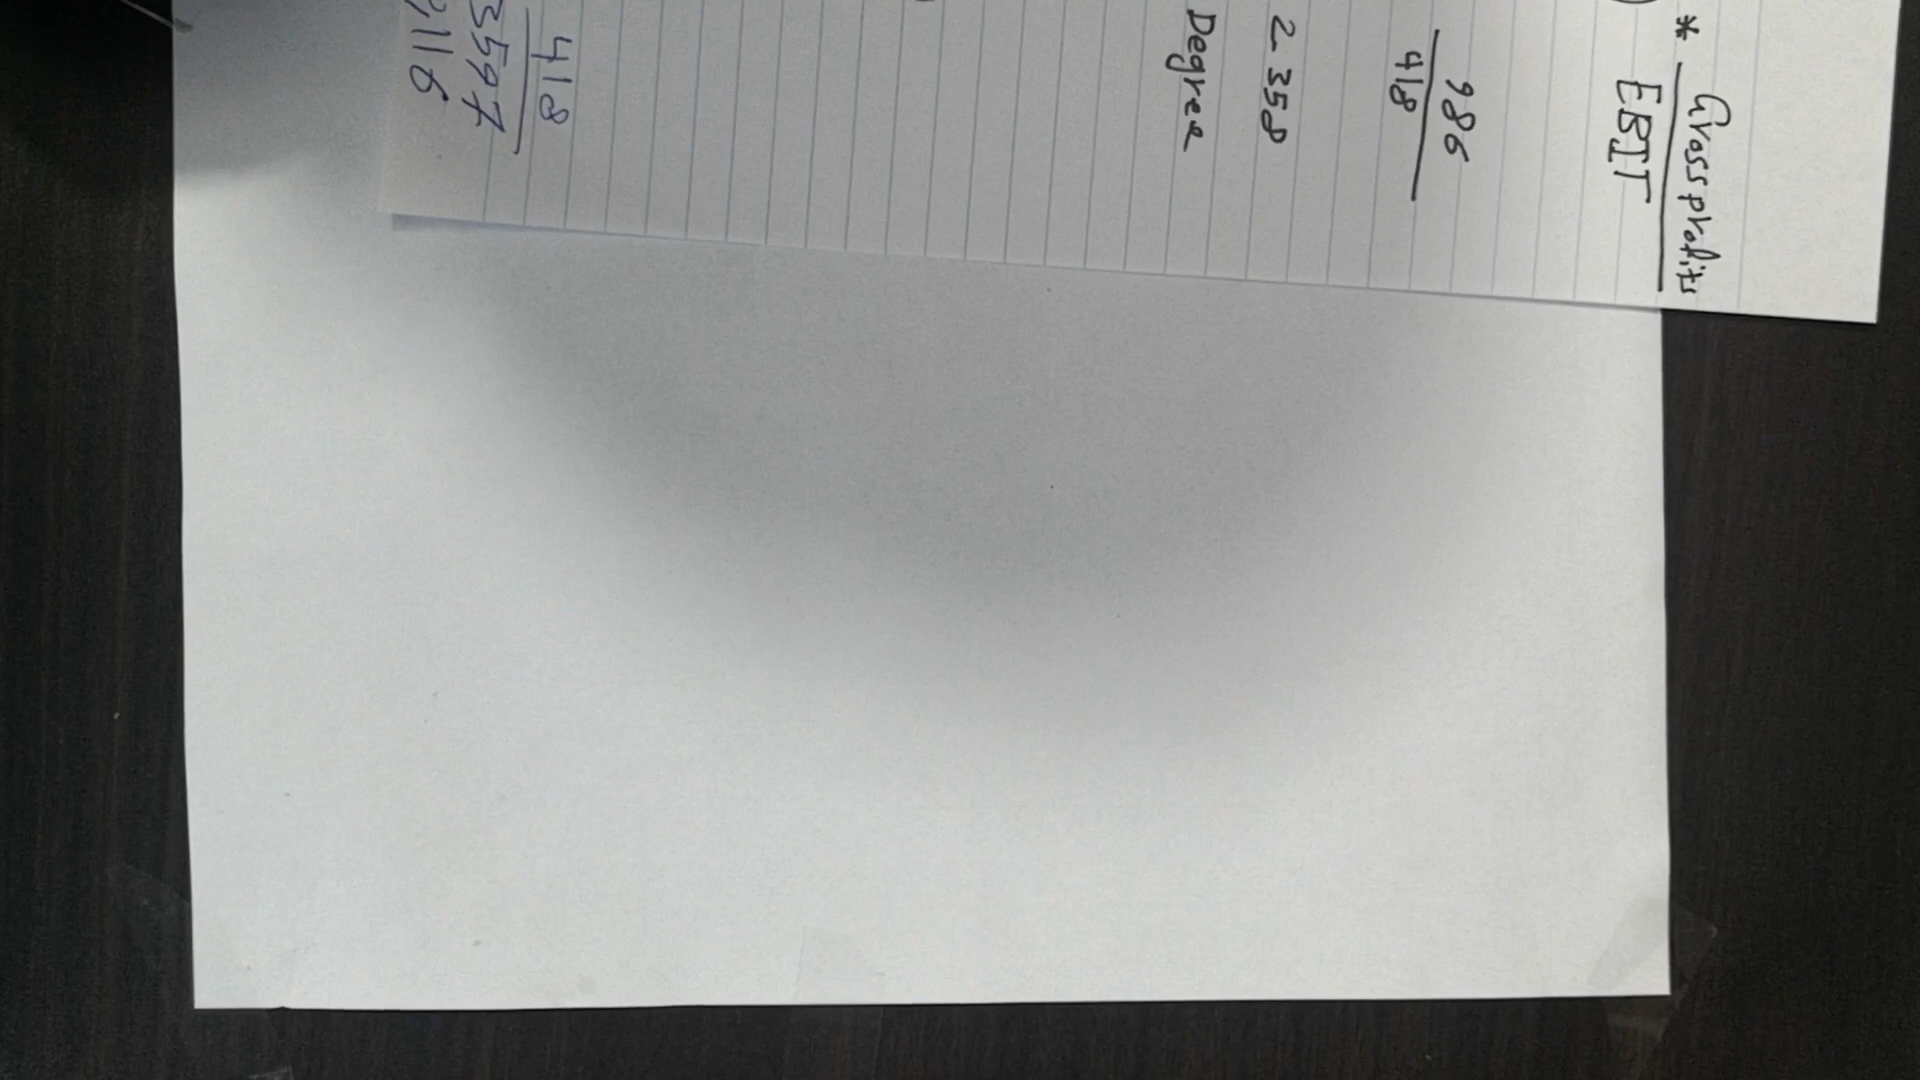 * Gross profits
EBIT
986
418
2.358
Degree
418
3597
,116